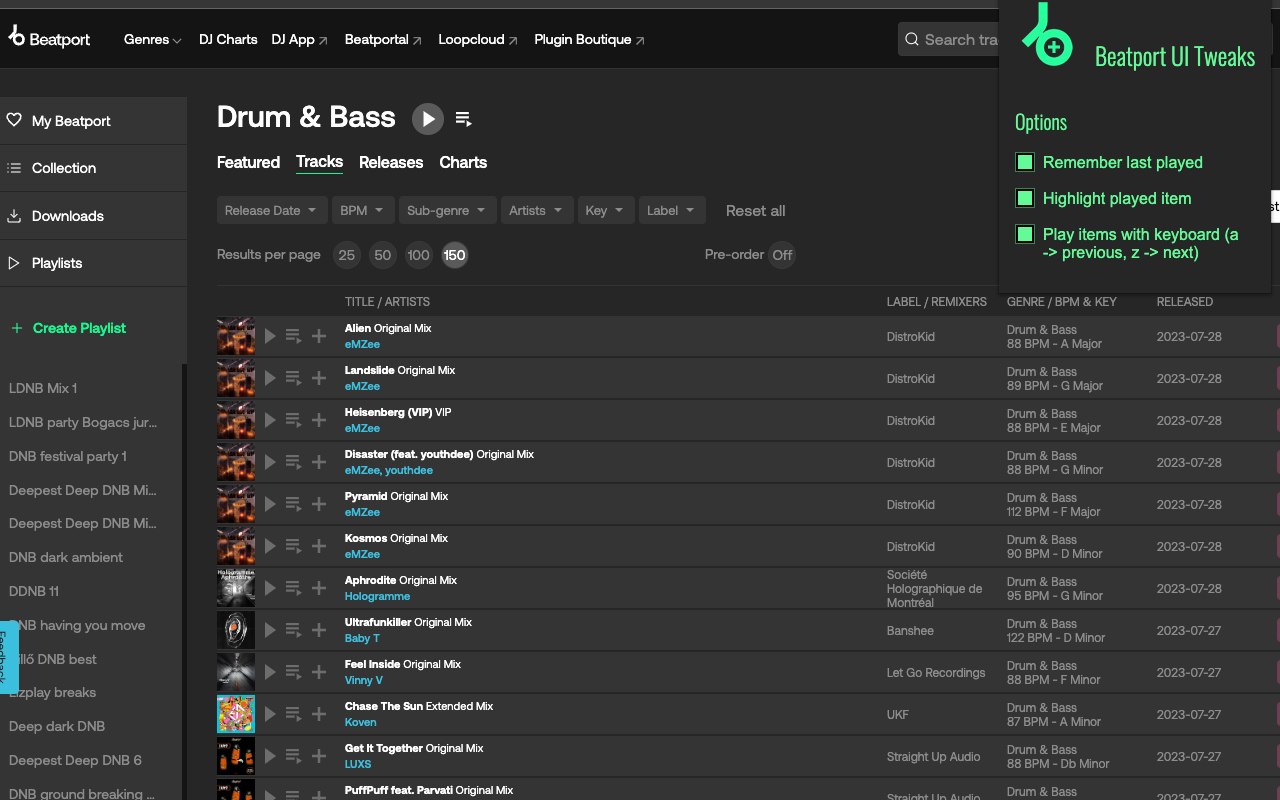 Beatport
Genres
DJ Charts
DJ App
Beatportal
Loopcloud
Plugin Boutique
Search tra
Beatport UI Tweaks
Options
Remember last played
Highlight played item
Play items with keyboard (a
-> previous, z -> next)
My Beatport
Collection
Downloads
Playlists
Create Playlist
LDNB Mix 1
LDNB party Bogacs jur...
DNB festival party 1
Deepest Deep DNB Mi...
Deepest Deep DNB Mi...
DNB dark ambient
DDNB 11
DNB having you move
DNB best
Lizplay breaks
Deep dark DNB
Deepest Deep DNB 6
DNB ground breaking ...
Feedback
Drum & Bass
Featured
Tracks
Releases
Charts
Release Date
BPM
Sub-genre
Artists
Key
Label
Reset all
Results per page
25
50
100
150
Pre-order
Off
st
TITLE / ARTISTS
LABEL / REMIXERS
GENRE / BPM & KEY
RELEASED
Alien Original Mix
eMZee
DistroKid
Drum & Bass
88 BPM - A Major
2023-07-28
Landslide Original Mix
eMZee
DistroKid
Drum & Bass
89 BPM - G Major
2023-07-28
Heisenberg (VIP) VIP
eMZee
DistroKid
Drum & Bass
88 BPM - E Major
2023-07-28
Disaster (feat. youthdee) Original Mix
eMZee, youthdee
DistroKid
Drum & Bass
88 BPM - G Minor
2023-07-28
Pyramid Original Mix
eMZee
DistroKid
Drum & Bass
112 BPM - F Major
2023-07-28
Kosmos Original Mix
eMZee
DistroKid
Drum & Bass
90 BPM - D Minor
2023-07-28
Hologramme
Aphrodite
Aphrodite Original Mix
Hologramme
Société
Holographique de
Montréal
Drum & Bass
95 BPM - G Minor
2023-07-28
Ultrafunkiller Original Mix
Baby T
Banshee
Drum & Bass
122 BPM - D Minor
2023-07-27
Feel Inside Original Mix
Vinny V
Let Go Recordings
Drum & Bass
88 BPM - F Minor
2023-07-27
Chase The Sun Extended Mix
Koven
UKF
Drum & Bass
87 BPM - A Minor
2023-07-27
Get It Together Original Mix
LUXS
Straight Up Audio
Drum & Bass
88 BPM - Db Minor
2023-07-27
PuffPuff feat. Parvati Original Mix
Straight Up Audio
Drum & Bass
2023-07-27